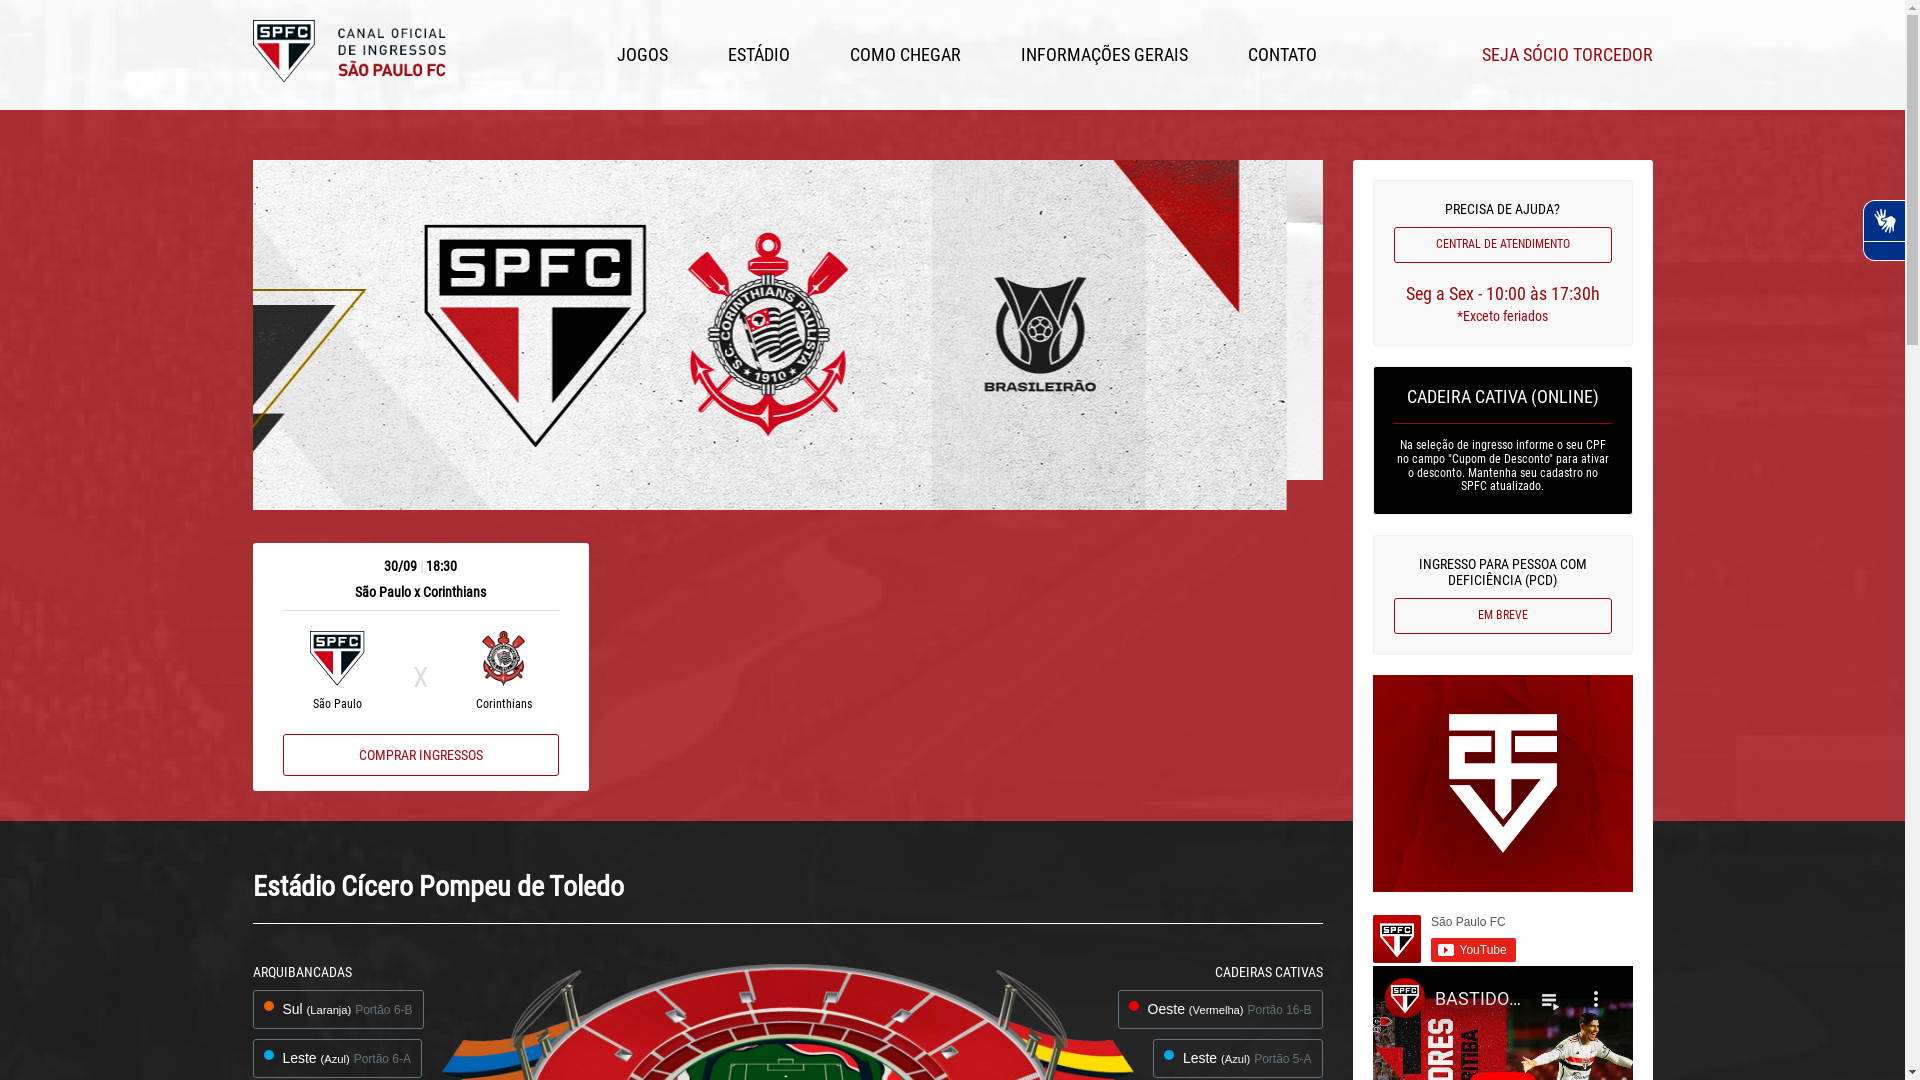 SPFC
CANAL OFICIAL
DE INGRESSOS
SÃO PAULO FC
JOGOS
ESTÁDIO
COMO CHEGAR
INFORMAÇÕES GERAIS
CONTATO
SEJA SÓCIO TORCEDOR
SPFC
S.C. CORINTHIANS PAULISTA
1910
BRASILEIRÃO
30/09 | 18:30
São Paulo x Corinthians
SPFC
X
São Paulo
Corinthians
COMPRAR INGRESSOS
PRECISA DE AJUDA?
CENTRAL DE ATENDIMENTO
Seg a Sex - 10:00 às 17:30h
*Exceto feriados
CADEIRA CATIVA (ONLINE)
Na seleção de ingresso informe o seu CPF
no campo "Cupom de Desconto" para ativar
o desconto. Mantenha seu cadastro no
SPFC atualizado.
INGRESSO PARA PESSOA COM
DEFICIÊNCIA (PCD)
EM BREVE
SPFC
São Paulo FC
YouTube
SPFC
BASTIDO...
Estádio Cícero Pompeu de Toledo
ARQUIBANCADAS
Sul (Laranja) Portão 6-B
Leste (Azul) Portão 6-A
CADEIRAS CATIVAS
Oeste (Vermelha) Portão 16-B
Leste (Azul) Portão 5-A